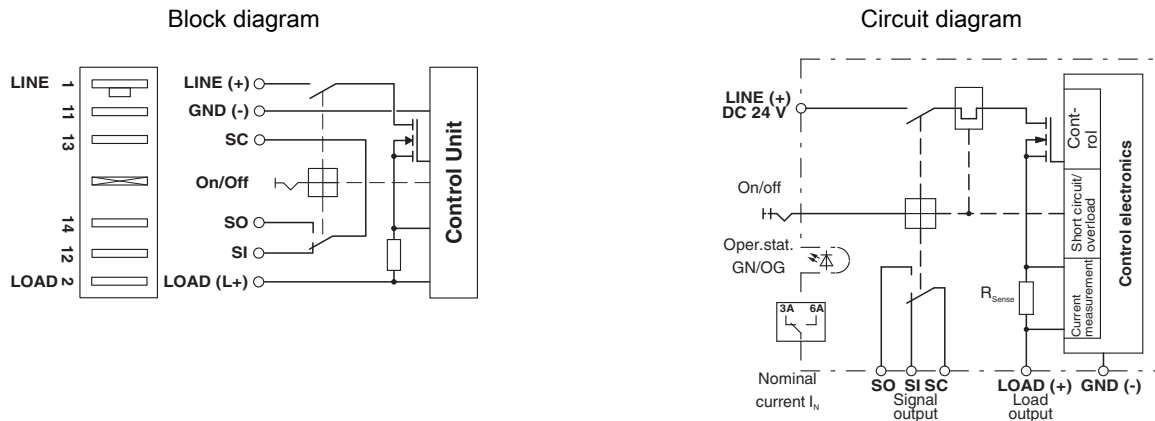 Block diagram
LINE 1
11
13
14
12
LOAD 2
LINE (+)
GND (-)
SC
On/Off
SO
SI
LOAD (L+)
Control Unit
Circuit diagram
LINE (+)
DC 24 V
On/off
Oper.stat.
GN/OG
3A 6A
Nominal
current IN
SO SI SC
Signal
output
RSense
LOAD (+)
Load
output
GND (-)
Cont-
rol
Short circuit/
overload
Current
measurement
Control electronics